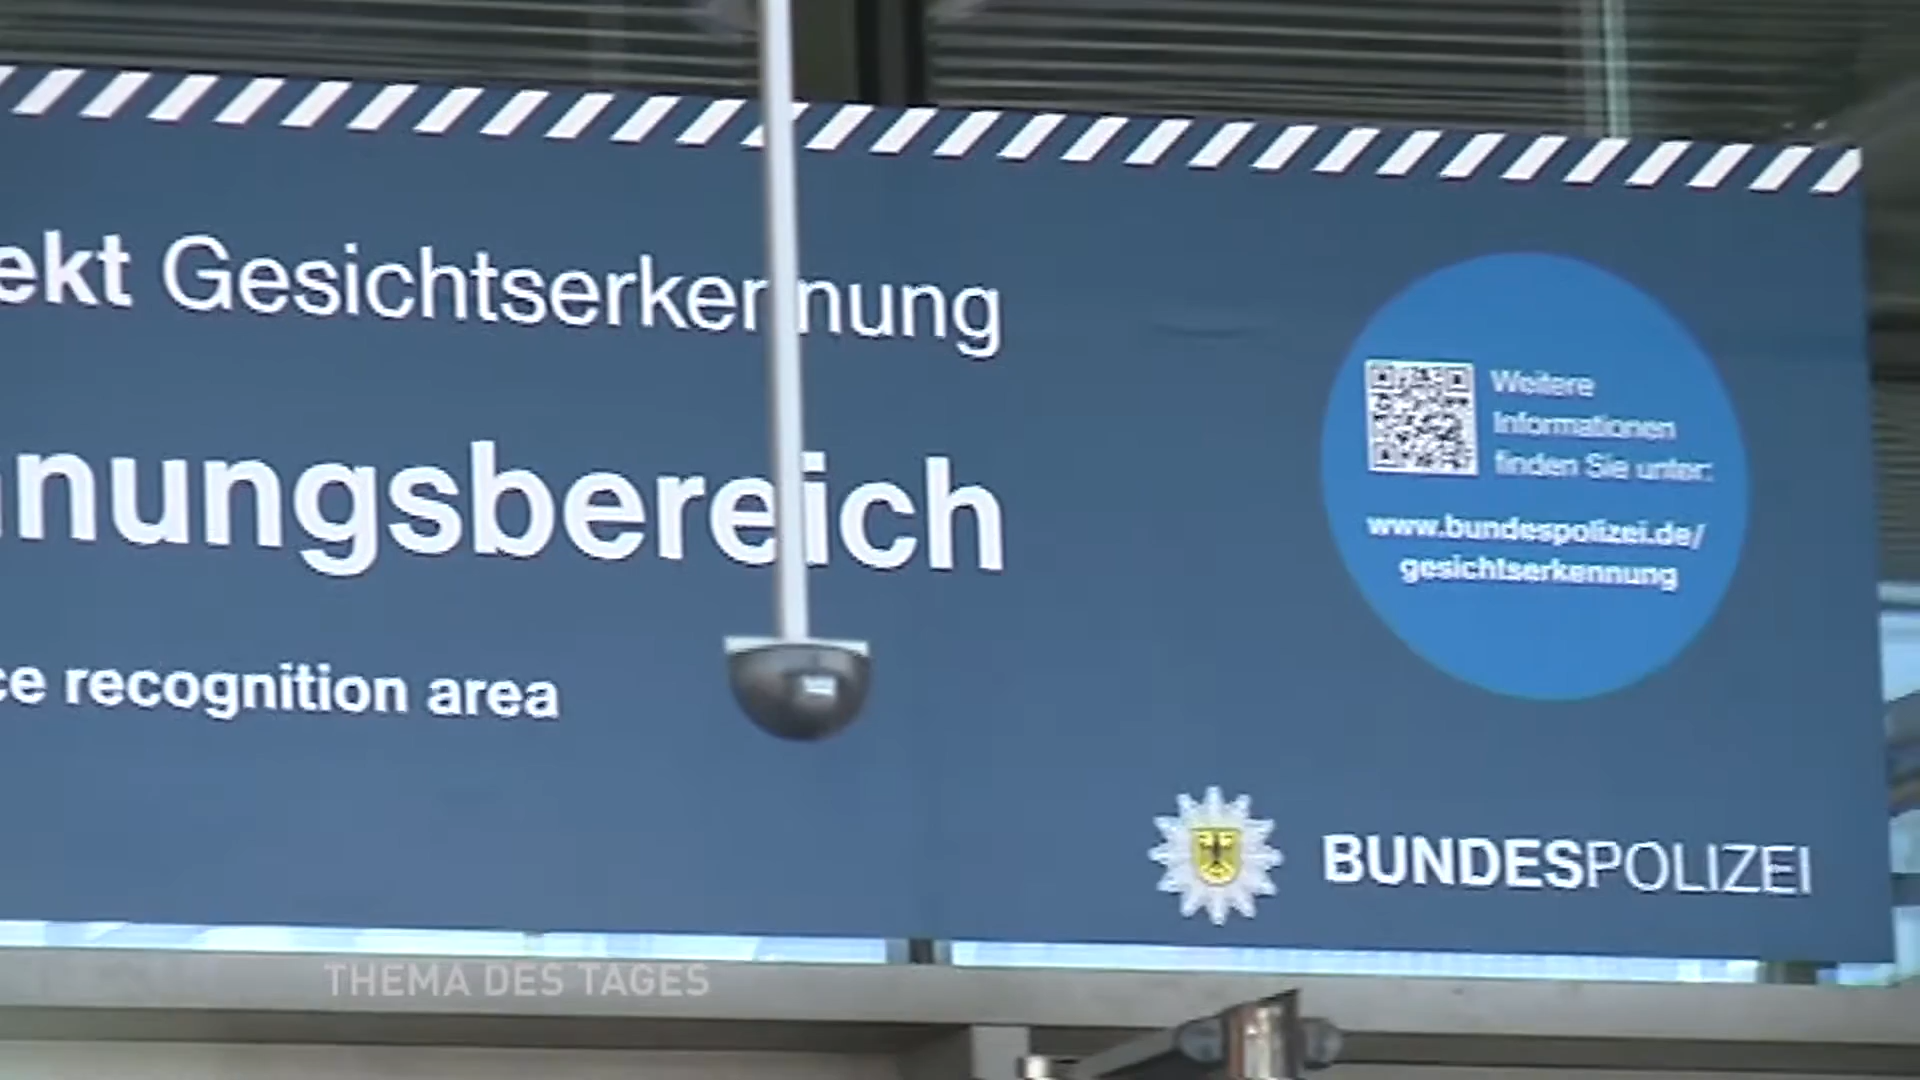 ekt Gesichtserkennung
nungsbereich
ce recognition area
Weitere
Informationen
finden Sie unter:
www.bundespolizei.de/
gesichtserkennung
BUNDESPOLIZEI
THEMA DES TAGES